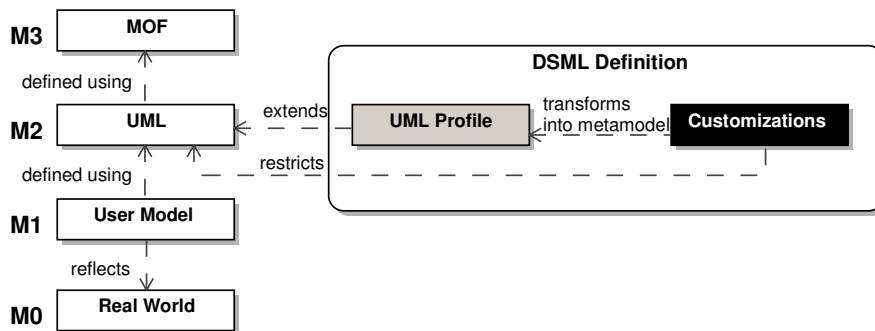 M3
MOF
DSML Definition
defined using
M2
UML
extends
UML Profile
transforms
into metamodel
Customizations
restricts
defined using
M1
User Model
reflects
M0
Real World